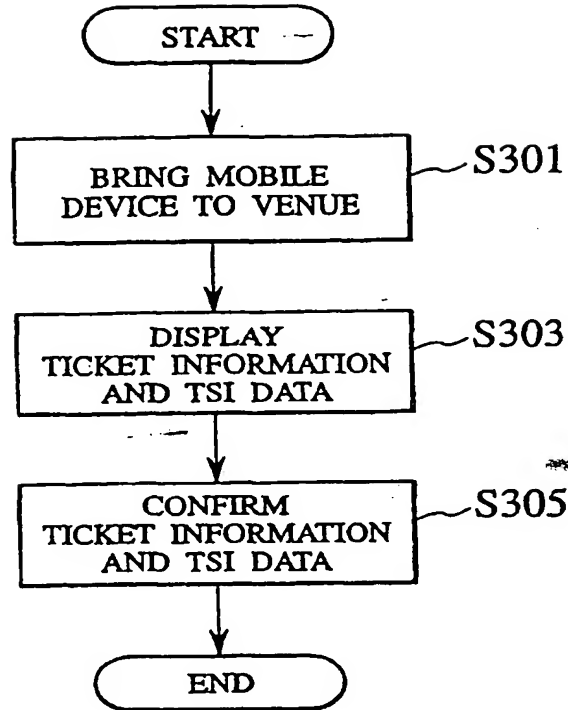 START
BRING MOBILE
DEVICE TO VENUE
S301
DISPLAY
TICKET INFORMATION
AND TSI DATA
S303
CONFIRM
TICKET INFORMATION
AND TSI DATA
S305
END